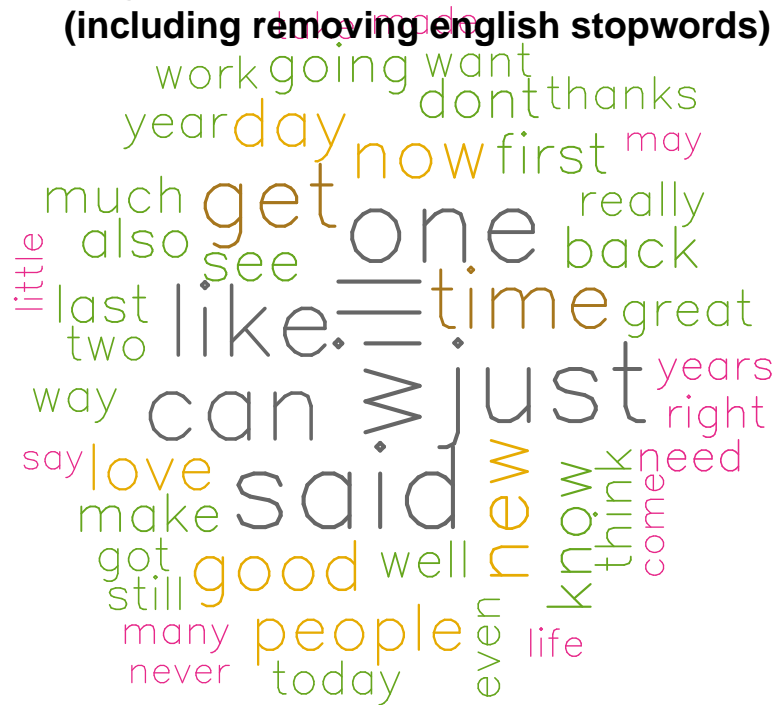 take made
(including removing english stopwords)
work going want
dont thanks
year day now first may
much get one really
also see back
little
last like will time great
two
way can just years
right
say love said new know think need
make come
got good well
still
many people even life
never today